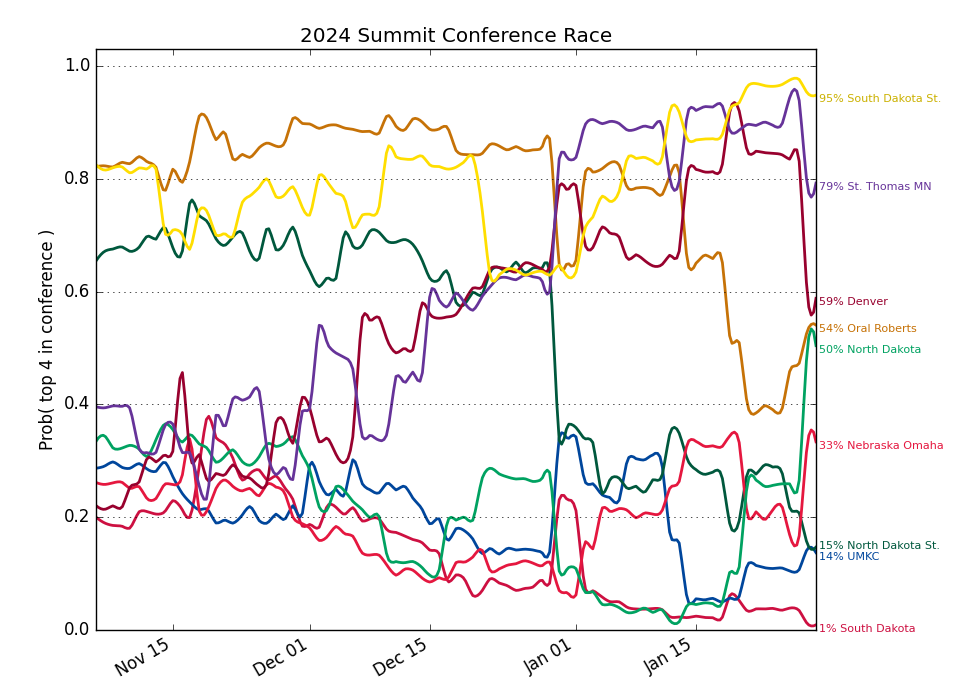 2024 Summit Conference Race
Prob( top 4 in conference )
1.0
0.8
0.6
0.4
0.2
0.0
Nov 15
Dec 01
Dec 15
Jan 01
Jan 15
95% South Dakota St.
79% St. Thomas MN
59% Denver
54% Oral Roberts
50% North Dakota
33% Nebraska Omaha
15% North Dakota St.
14% UMKC
1% South Dakota